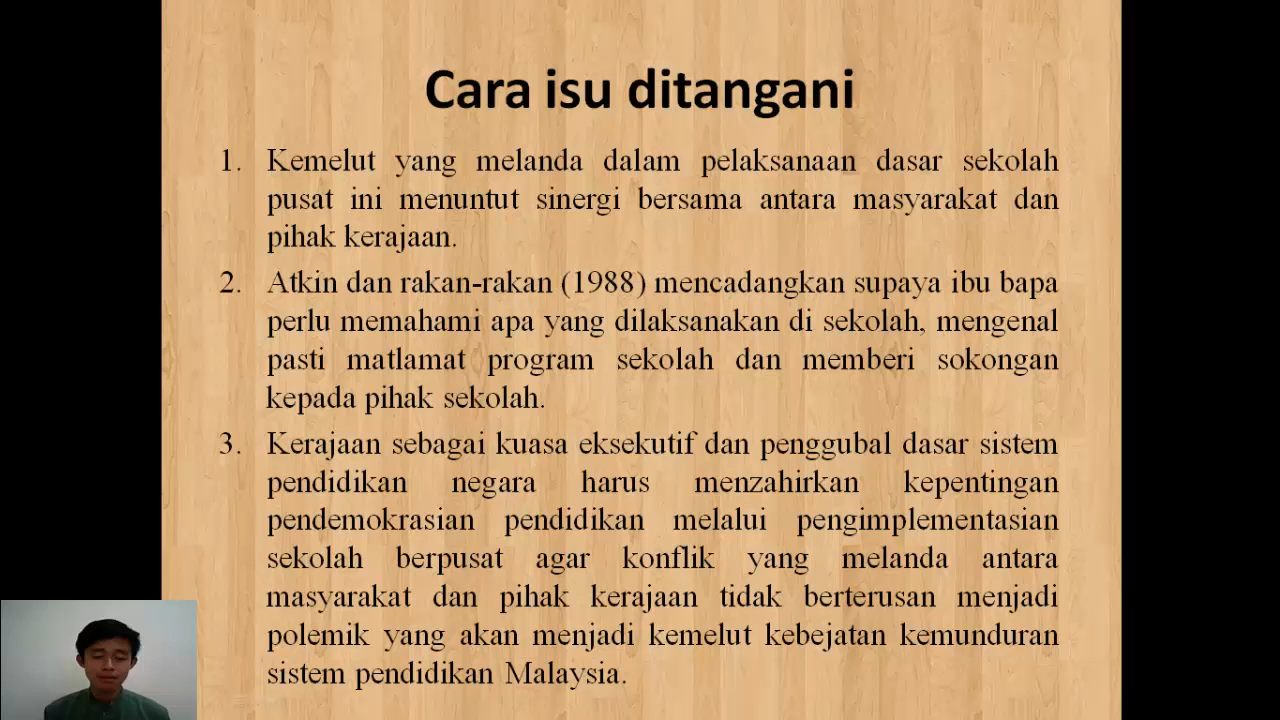 Cara isu ditangani
1. Kemelut yang melanda dalam pelaksanaan dasar sekolah
pusat ini menuntut sinergi bersama antara masyarakat dan
pihak kerajaan.
2. Atkin dan rakan-rakan (1988) mencadangkan supaya ibu bapa
perlu memahami apa yang dilaksanakan di sekolah, mengenal
pasti matlamat program sekolah dan memberi sokongan
kepada pihak sekolah.
3. Kerajaan sebagai kuasa eksekutif dan penggubal dasar sistem
pendidikan negara harus menzahirkan kepentingan
pendemokrasian pendidikan melalui pengimplementasian
sekolah berpusat agar konflik yang melanda antara
masyarakat dan pihak kerajaan tidak berterusan menjadi
polemik yang akan menjadi kemelut kebejatan kemunduran
sistem pendidikan Malaysia.